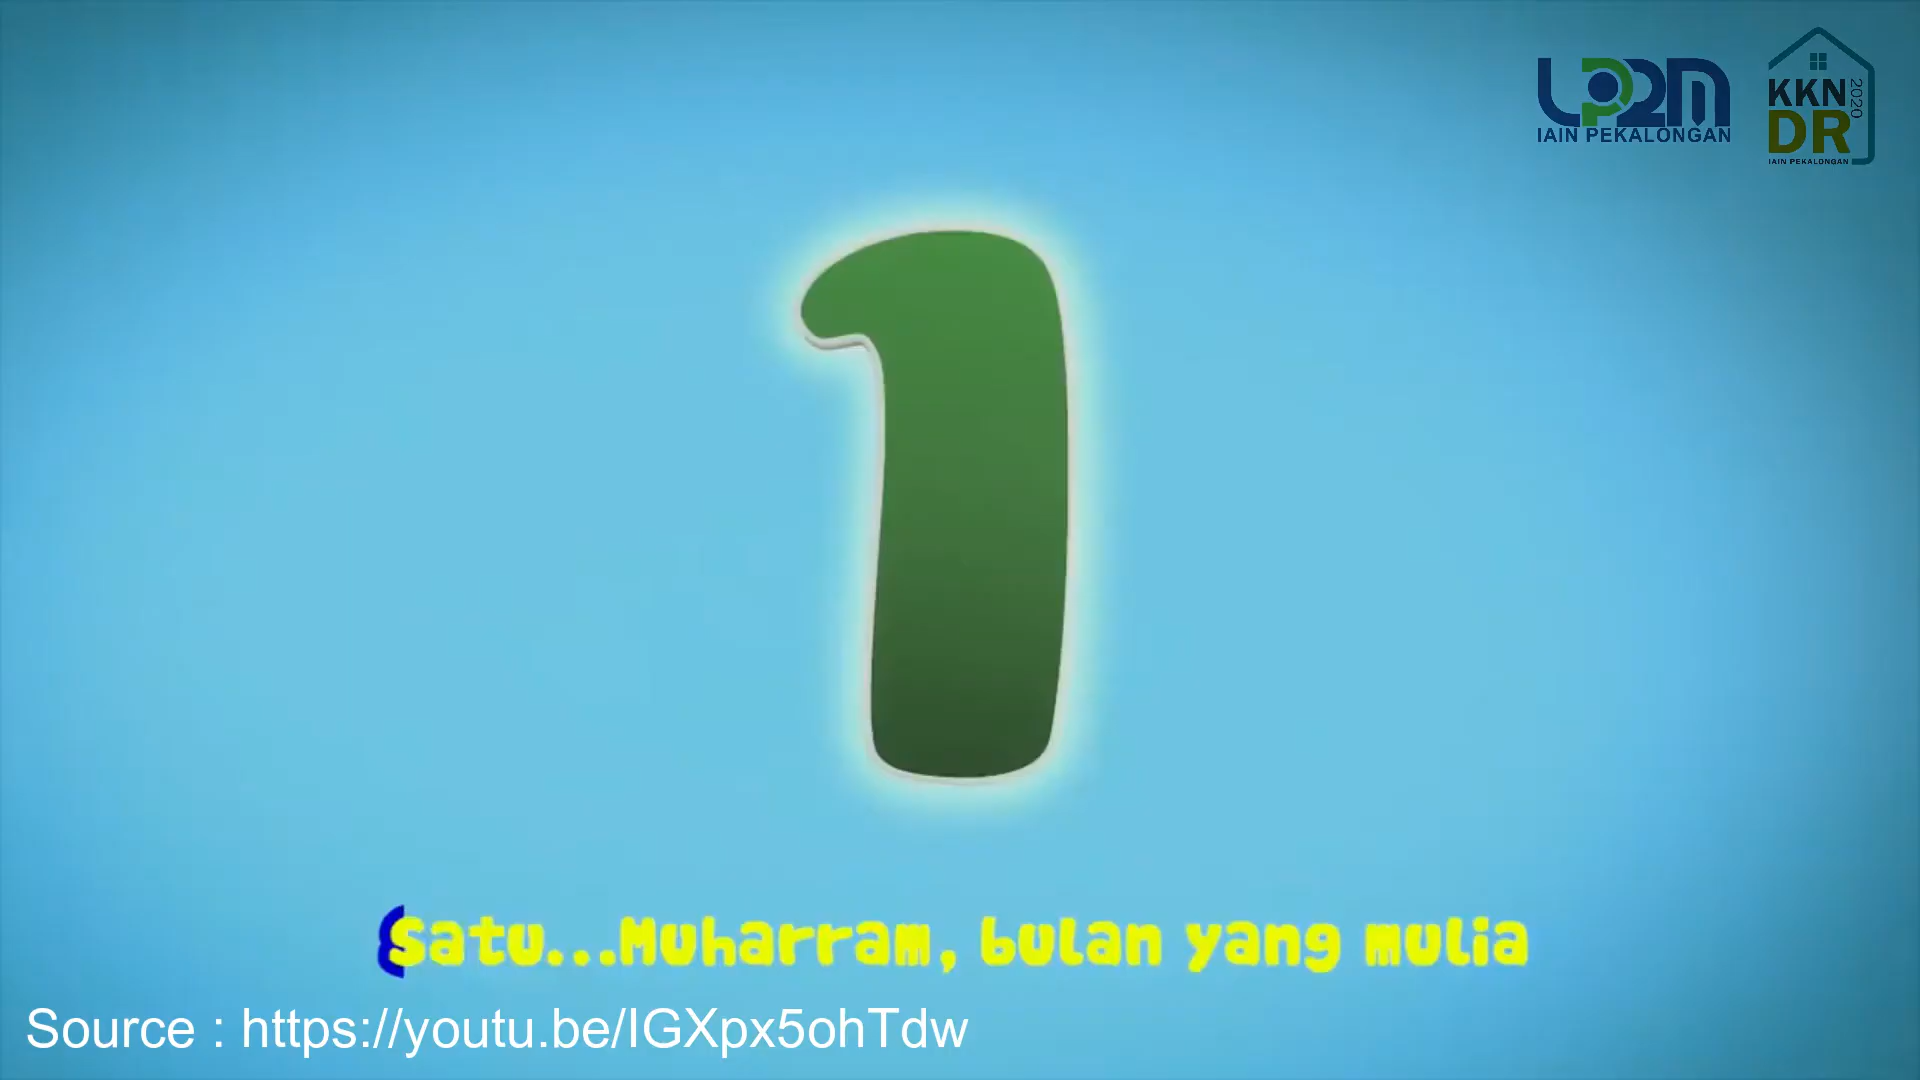 LP2M
IAIN PEKALONGAN
KKN
2020
DR
IAIN PEKALONGAN
1
Satu...Muharram, bulan yang mulia
Source : https://youtu.be/IGXpx5ohTdw